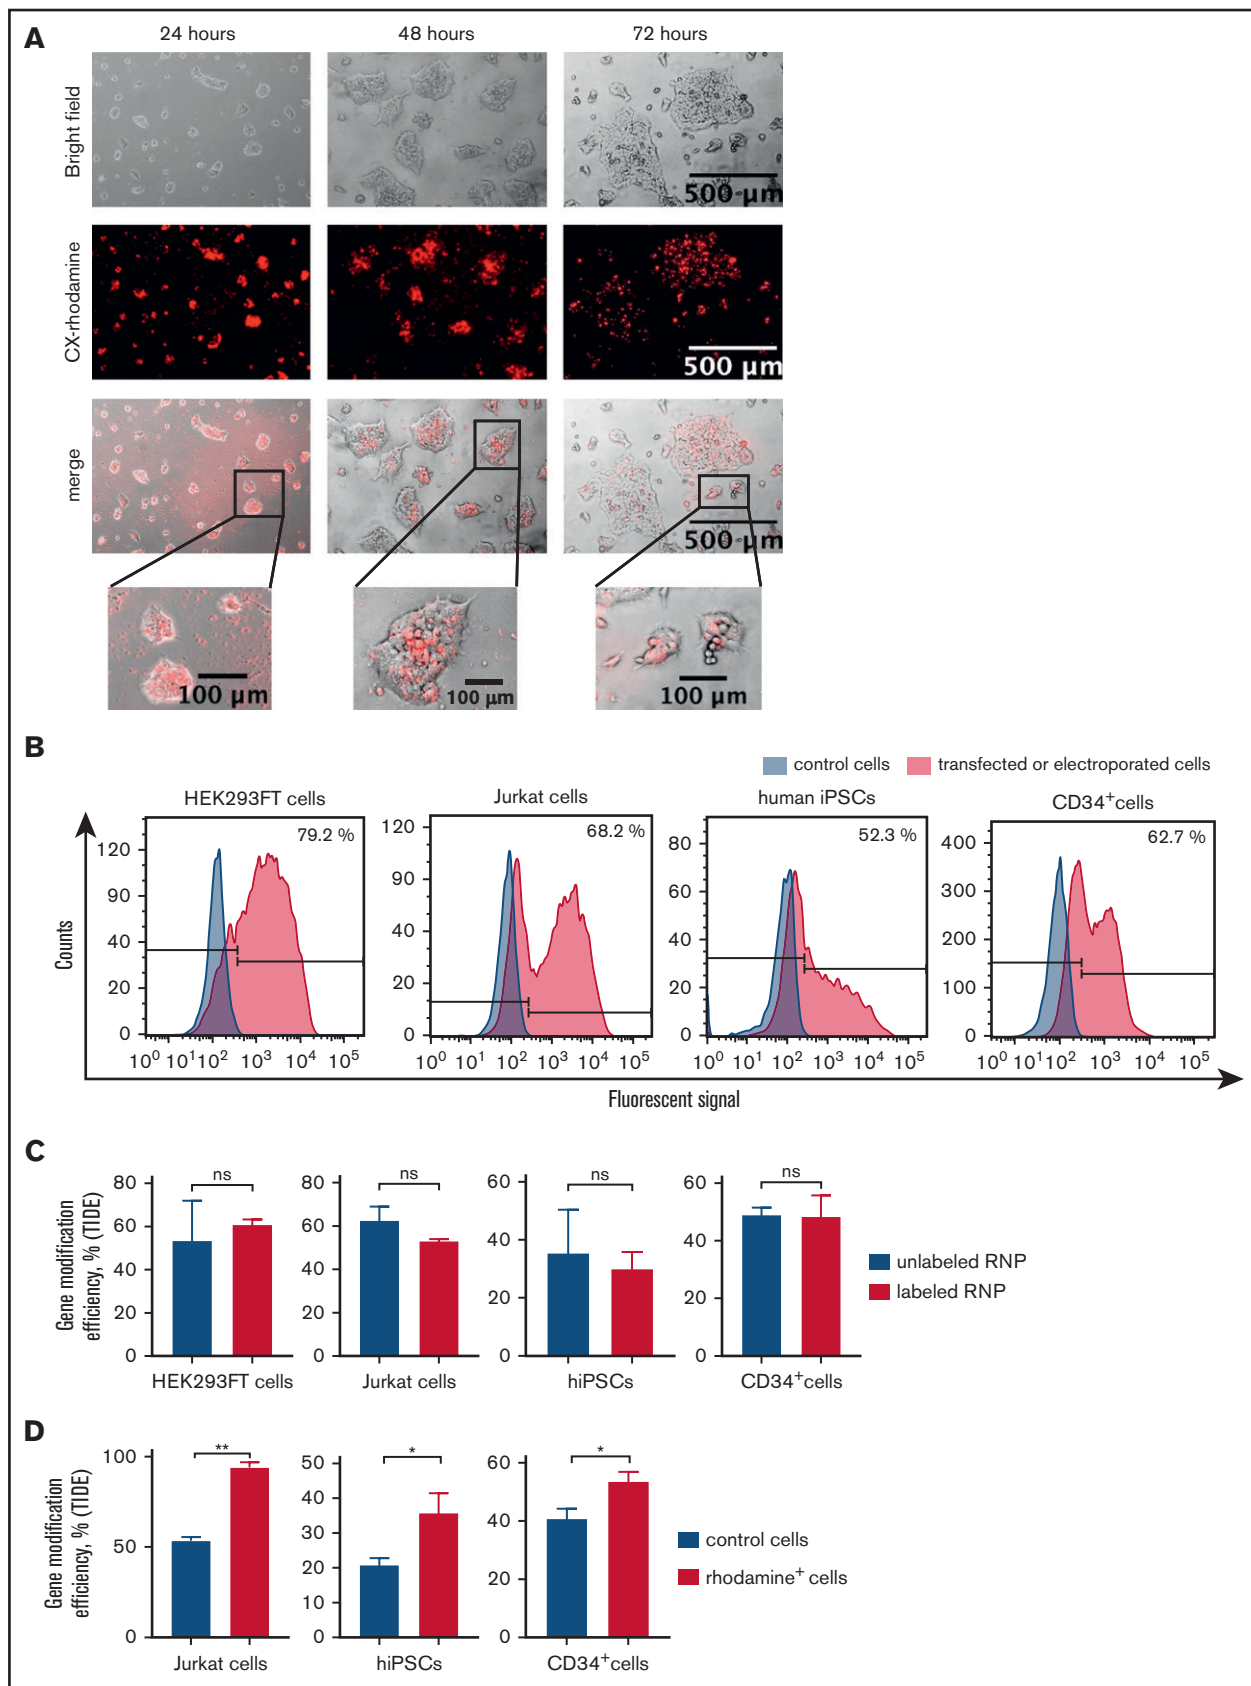 A
24 hours
48 hours
72 hours
Bright field
500 µm
CX-rhodamine
500 µm
merge
500 µm
100 µm
100 µm
100 µm
B
control cells
transfected or electroporated cells
HEK293FT cells
Jurkat cells
human iPSCs
CD34+cells
Counts
79.2 %
120
90
40
20
0
10^0 10^1 10^2 10^3 10^4 10^5
68.2 %
120
90
40
20
0
10^0 10^1 10^2 10^3 10^4 10^5
52.3 %
80
60
40
20
0
10^0 10^1 10^2 10^3 10^4 10^5
62.7 %
400
300
200
100
0
10^0 10^1 10^2 10^3 10^4 10^5
Fluorescent signal
C
Gene modification
efficiency, % (TIDE)
80
60
40
20
0
ns
HEK293FT cells
80
60
40
20
0
ns
Jurkat cells
60
40
20
0
ns
hiPSCs
60
40
20
0
ns
CD34+cells
unlabeled RNP
labeled RNP
D
Gene modification
efficiency, % (TIDE)
100
50
0
**
Jurkat cells
50
40
30
20
10
0
*
hiPSCs
60
40
20
0
*
CD34+cells
control cells
rhodamine+ cells